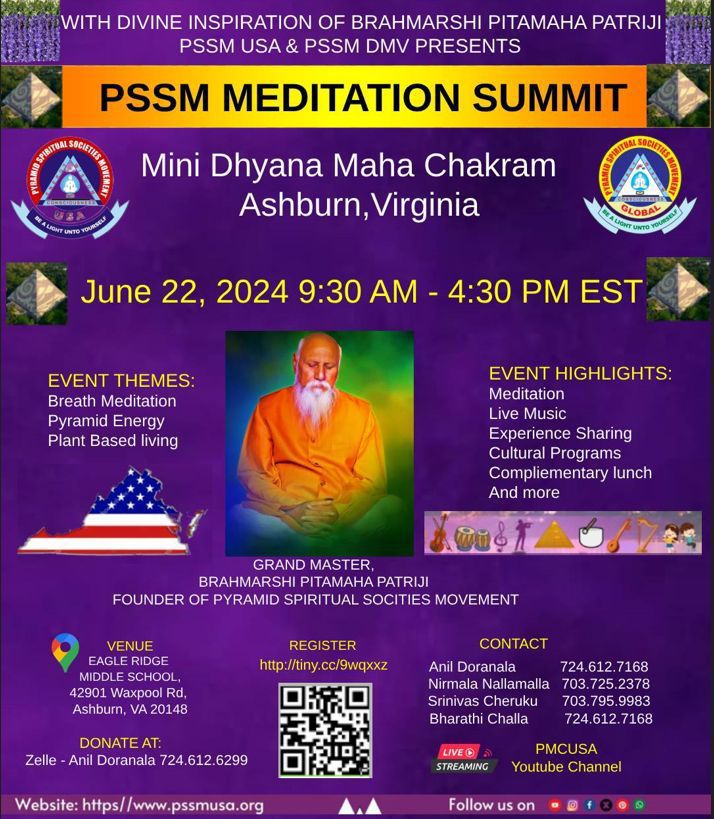 WITH DIVINE INSPIRATION OF BRAHMARSHI PITAMAHA PATRIJI
PSSM USA & PSSM DMV PRESENTS
PSSM MEDITATION SUMMIT
PYRAMID SPIRITUAL SOCIETIES MOVEMENT
CONSCIOUSNESS
USA
BE A LIGHT UNTO YOURSELF
Mini Dhyana Maha Chakram
Ashburn,Virginia
PYRAMID SPIRITUAL SOCIETIES MOVEMENT
CONSCIOUSNESS
GLOBAL
BE A LIGHT UNTO YOURSELF
June 22, 2024 9:30 AM - 4:30 PM EST
EVENT THEMES:
Breath Meditation
Pyramid Energy
Plant Based living
EVENT HIGHLIGHTS:
Meditation
Live Music
Experience Sharing
Cultural Programs
Compliementary lunch
And more
GRAND MASTER,
BRAHMARSHI PITAMAHA PATRIJI
FOUNDER OF PYRAMID SPIRITUAL SOCITIES MOVEMENT
VENUE
EAGLE RIDGE
MIDDLE SCHOOL,
42901 Waxpool Rd,
Ashburn, VA 20148
DONATE AT:
Zelle - Anil Doranala 724.612.6299
REGISTER
http://tiny.cc/9wqxxz
CONTACT
Anil Doranala 724.612.7168
Nirmala Nallamalla 703.725.2378
Srinivas Cheruku 703.795.9983
Bharathi Challa 724.612.7168
LIVE
STREAMING
PMCUSA
Youtube Channel
Website: https//www.pssmusa.org
Follow us on